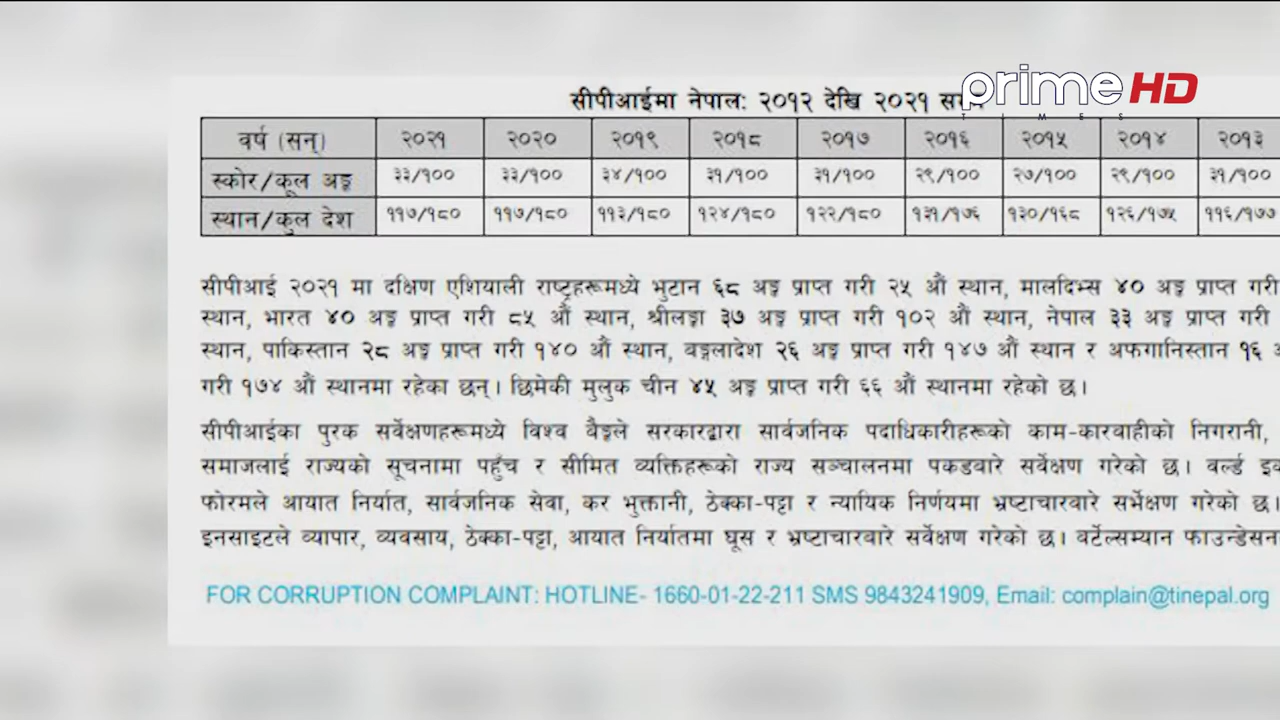 prime HD
TIMES
सीपीआईमा नेपाल: २०१२ देखि २०२१
वर्ष (सन्) २०२१ २०२० २०१९ २०१८ २०१७ २०१६ २०१५ २०१४ २०१३
स्कोर/कूल अङ्क ३३/१०० ३३/१०० ३४/१०० ३१/१०० ३१/१०० २९/१०० २७/१०० २९/१०० ३१/१००
स्थान/कुल देश ११७/१८० ११७/१८० ११३/१८० १२४/१८० १२२/१८० १३१/१७६ १३०/१६८ १२६/१७५ ११६/१७७
सीपीआई २०२१ मा दक्षिण एशियाली राष्ट्रहरूमध्ये भुटान ६८ अङ्क प्राप्त गरी २५ औं स्थान, मालदिभ्स ४० अङ्क प्राप्त गरी
स्थान, भारत ४० अङ्क प्राप्त गरी ८५ औं स्थान, श्रीलङ्का ३७ अङ्क प्राप्त गरी १०२ औं स्थान, नेपाल ३३ अङ्क प्राप्त गरी
स्थान, पाकिस्तान २८ अङ्क प्राप्त गरी १४० औं स्थान, बङ्गलादेश २६ अङ्क प्राप्त गरी १४७ औं स्थान र अफगानिस्तान १६
गरी १७४ औं स्थानमा रहेका छन्। छिमेकी मुलुक चीन ४५ अङ्क प्राप्त गरी ६६ औं स्थानमा रहेको छ।
सीपीआईका पुरक सर्वेक्षणहरूमध्ये विश्व बैङ्कले सरकारद्वारा सार्वजनिक पदाधिकारीहरूको काम-कारवाहीको निगरानी,
समाजलाई राज्यको सूचनामा पहुँच र सीमित व्यक्तिहरूको राज्य सञ्चालनमा पकडबारे सर्वेक्षण गरेको छ। वर्ल्ड
फोरमले आयात निर्यात, सार्वजनिक सेवा, कर भुक्तानी, ठेक्का-पट्टा र न्यायिक निर्णयमा भ्रष्टाचारबारे सर्भेक्षण गरेको छ।
इनसाइटले व्यापार, व्यवसाय, ठेक्का-पट्टा, आयात निर्यातमा घूस र भ्रष्टाचारबारे सर्वेक्षण गरेको छ। बर्टेल्सम्यान फाउन्डेसन
FOR CORRUPTION COMPLAINT: HOTLINE- 1660-01-22-211 SMS 9843241909, Email: complain@tinepal.org